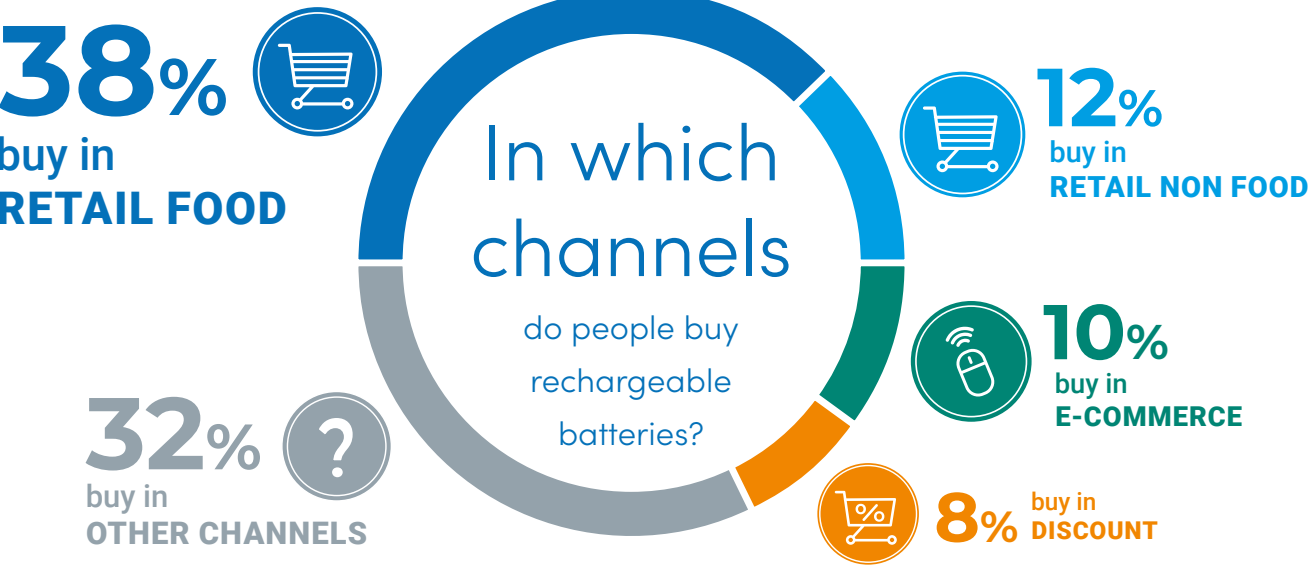 In which
channels
do people buy
rechargeable
batteries?
38%
buy in
RETAIL FOOD
12%
buy in
RETAIL NON FOOD
10%
buy in
E-COMMERCE
8%
buy in
DISCOUNT
%
32%
buy in
OTHER CHANNELS
?